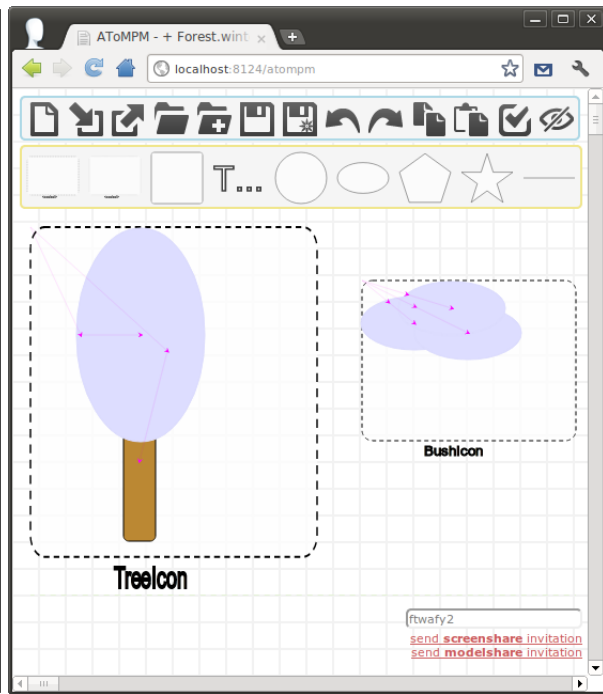 AToMPM - + Forest.wint
localhost:8124/atompm
T...
TreeIcon
BushIcon
ftwafy2
send screenshare invitation
send modelshare invitation